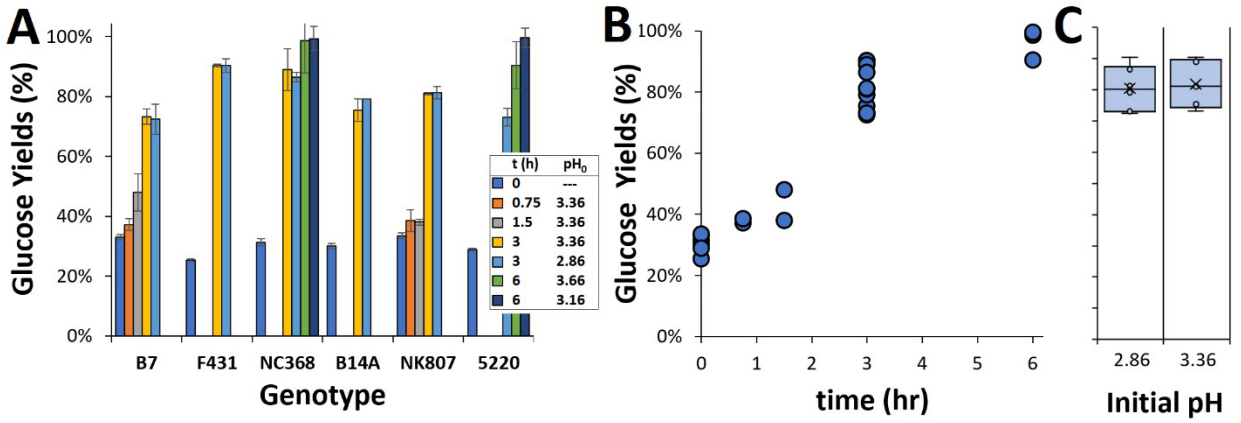 A
Glucose Yields (%)
100%
80%
60%
40%
20%
0%
t (h) pH0
0 ---
0.75 3.36
1.5 3.36
3 3.36
3 2.86
6 3.66
6 3.16
B7 F431 NC368 B14A NK807 5220
Genotype
B
Glucose Yields (%)
100%
80%
60%
40%
20%
0%
0 1 2 3 4 5 6
time (hr)
C
2.86 3.36
Initial pH